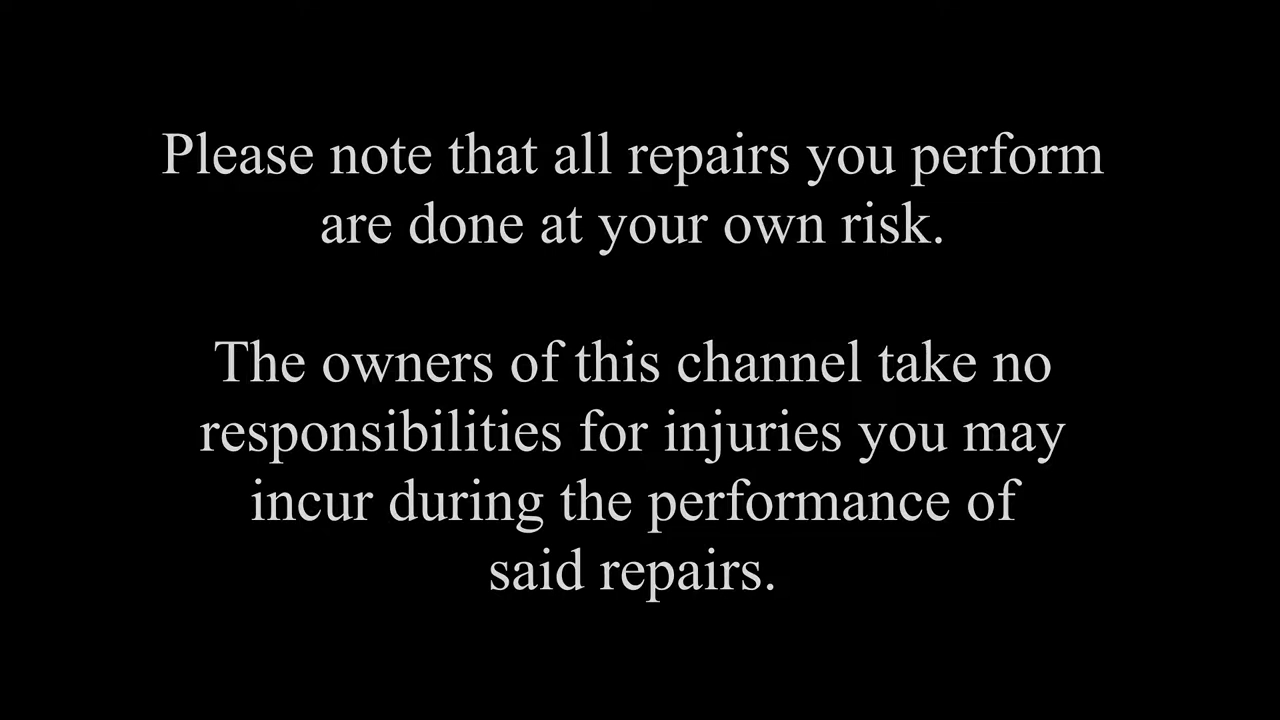 Please note that all repairs you perform
are done at your own risk.
The owners of this channel take no
responsibilities for injuries you may
incur during the performance of
said repairs.